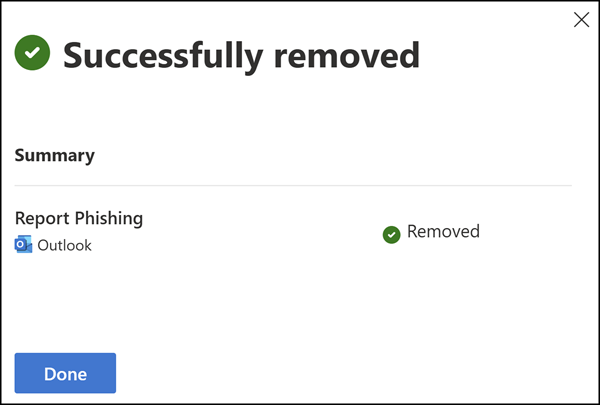 Successfully removed
Summary
Report Phishing
Outlook
Removed
Done